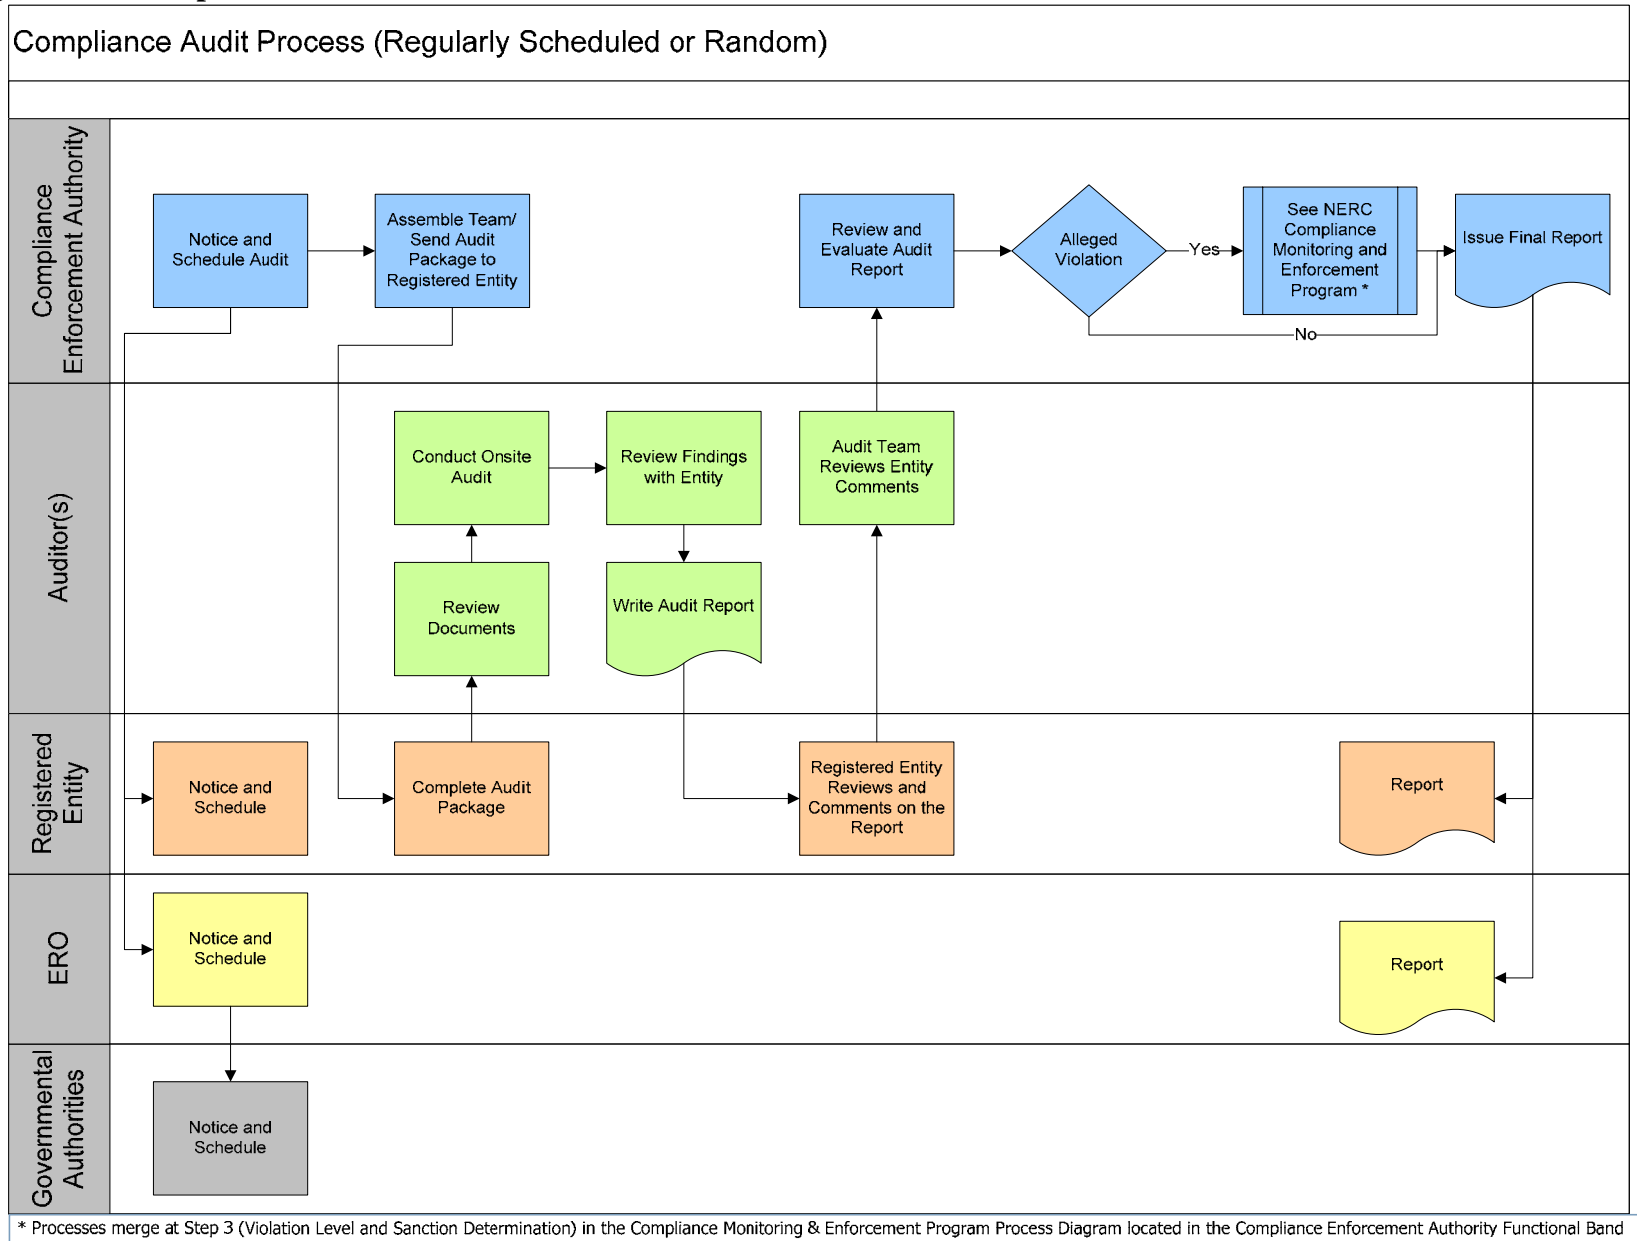 Compliance Audit Process (Regularly Scheduled or Random)
Compliance
Enforcement Authority
Notice and
Schedule Audit
Assemble Team/
Send Audit
Package to
Registered Entity
Review and
Evaluate Audit
Report
Alleged
Violation
Yes
No
See NERC
Compliance
Monitoring and
Enforcement
Program *
Issue Final Report
Auditor(s)
Conduct Onsite
Audit
Review Findings
with Entity
Audit Team
Reviews Entity
Comments
Review
Documents
Write Audit Report
Registered
Entity
Notice and
Schedule
Complete Audit
Package
Registered Entity
Reviews and
Comments on the
Report
Report
ERO
Notice and
Schedule
Report
Governmental
Authorities
Notice and
Schedule
* Processes merge at Step 3 (Violation Level and Sanction Determination) in the Compliance Monitoring & Enforcement Program Process Diagram located in the Compliance Enforcement Authority Functional Band